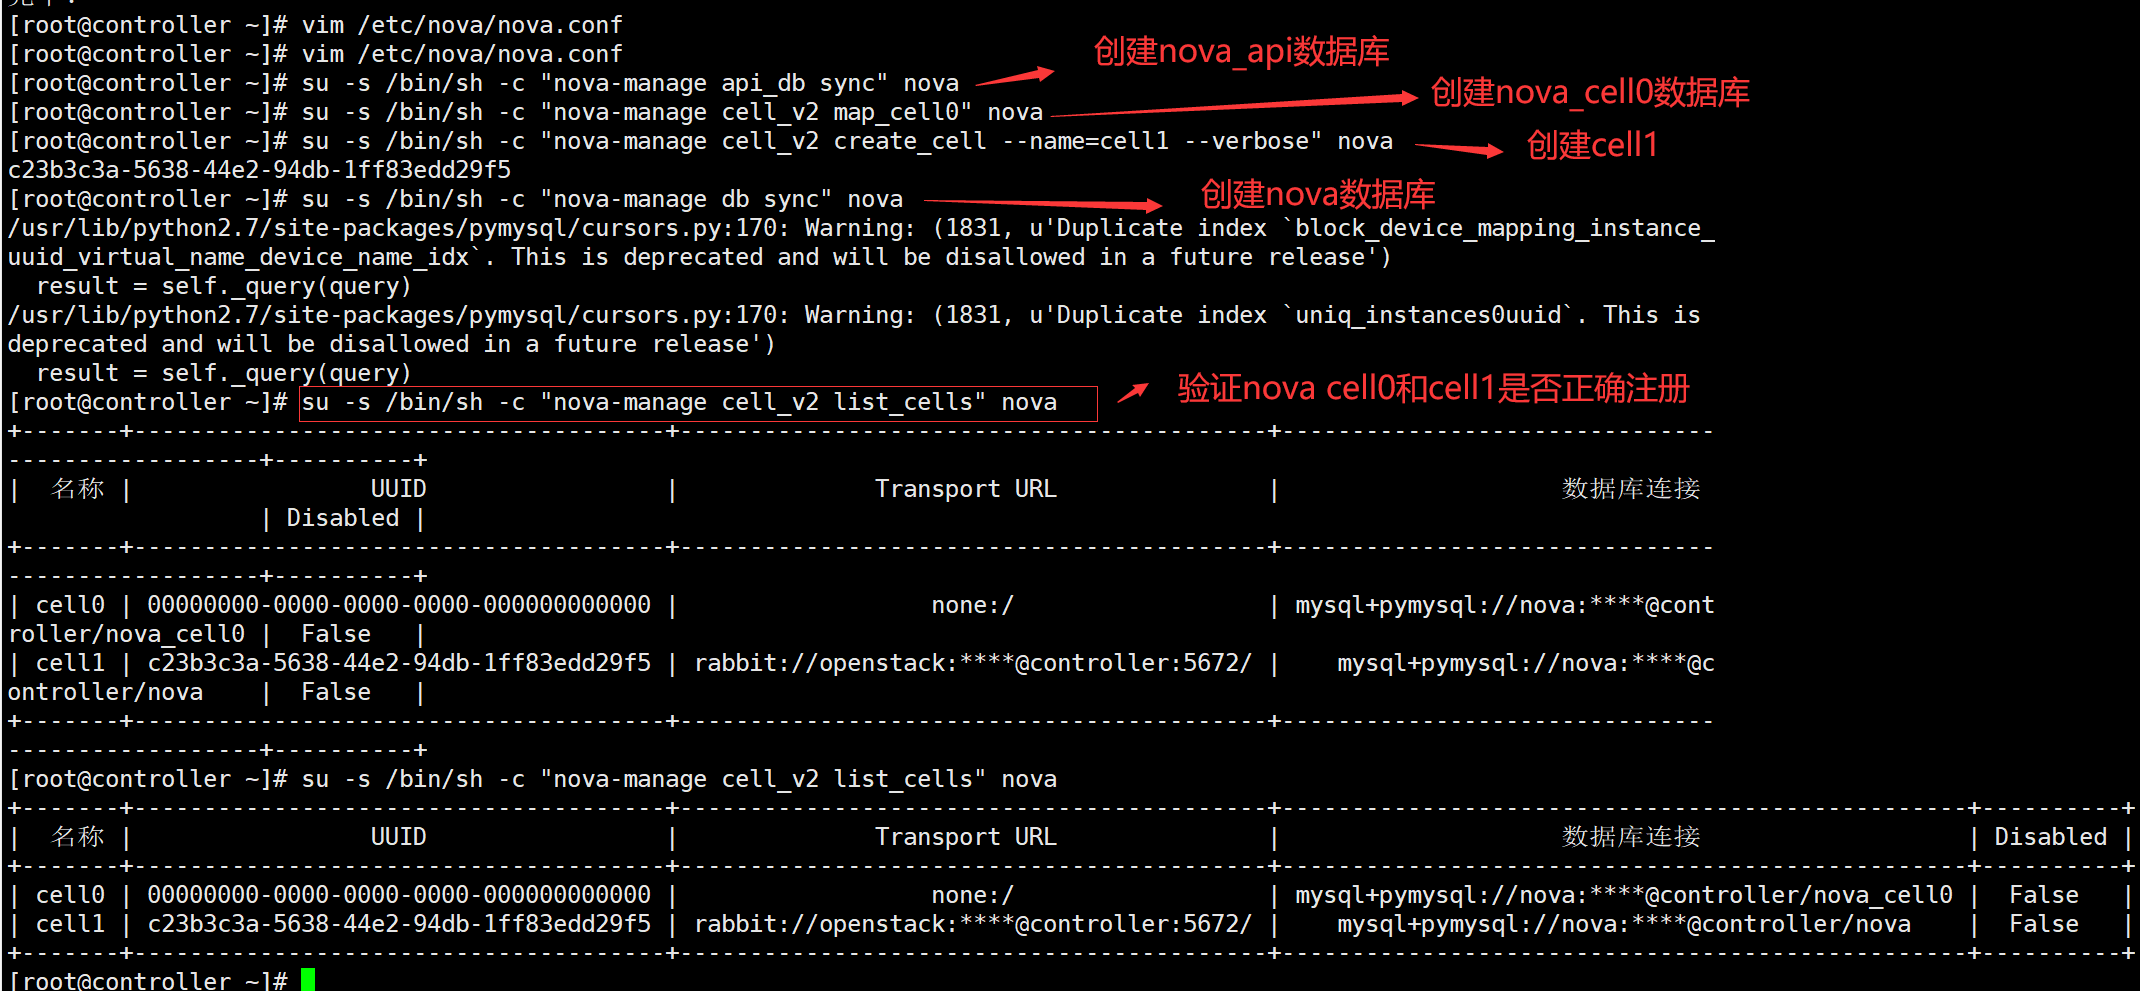 [root@controller ~]# vim /etc/nova/nova.conf
[root@controller ~]# vim /etc/nova/nova.conf
创建nova_api数据库
[root@controller ~]# su -s /bin/sh -c "nova-manage api_db sync" nova
创建nova_cell0数据库
[root@controller ~]# su -s /bin/sh -c "nova-manage cell_v2 map_cell0" nova
[root@controller ~]# su -s /bin/sh -c "nova-manage cell_v2 create_cell --name=cell1 --verbose" nova
创建cell1
c23b3c3a-5638-44e2-94db-1ff83edd29f5
[root@controller ~]# su -s /bin/sh -c "nova-manage db sync" nova
创建nova数据库
/usr/lib/python2.7/site-packages/pymysql/cursors.py:170: Warning: (1831, u'Duplicate index `block_device_mapping_instance_
uuid_virtual_name_device_name_idx`. This is deprecated and will be disallowed in a future release')
  result = self._query(query)
/usr/lib/python2.7/site-packages/pymysql/cursors.py:170: Warning: (1831, u'Duplicate index `uniq_instances0uuid`. This is
deprecated and will be disallowed in a future release')
  result = self._query(query)
[root@controller ~]# su -s /bin/sh -c "nova-manage cell_v2 list_cells" nova
验证nova cell0和cell1是否正确注册
+-------+--------------------------------------+------------------------------------------+-------------------------------
------------------+----------+
|  名称 |                 UUID                 |              Transport URL               |                    数据库连接
                  | Disabled |
+-------+--------------------------------------+------------------------------------------+-------------------------------
------------------+----------+
| cell0 | 00000000-0000-0000-0000-000000000000 |                  none:/                  | mysql+pymysql://nova:****@cont
roller/nova_cell0 |  False   |
| cell1 | c23b3c3a-5638-44e2-94db-1ff83edd29f5 | rabbit://openstack:****@controller:5672/ |    mysql+pymysql://nova:****@c
ontroller/nova    |  False   |
+-------+--------------------------------------+------------------------------------------+-------------------------------
------------------+----------+
[root@controller ~]# su -s /bin/sh -c "nova-manage cell_v2 list_cells" nova
+-------+--------------------------------------+------------------------------------------+-------------------------------------------------+----------+
|  名称 |                 UUID                 |              Transport URL               |                    数据库连接                   | Disabled |
+-------+--------------------------------------+------------------------------------------+-------------------------------------------------+----------+
| cell0 | 00000000-0000-0000-0000-000000000000 |                  none:/                  | mysql+pymysql://nova:****@controller/nova_cell0 |  False   |
| cell1 | c23b3c3a-5638-44e2-94db-1ff83edd29f5 | rabbit://openstack:****@controller:5672/ |    mysql+pymysql://nova:****@controller/nova    |  False   |
+-------+--------------------------------------+------------------------------------------+-------------------------------------------------+----------+
[root@controller ~]#